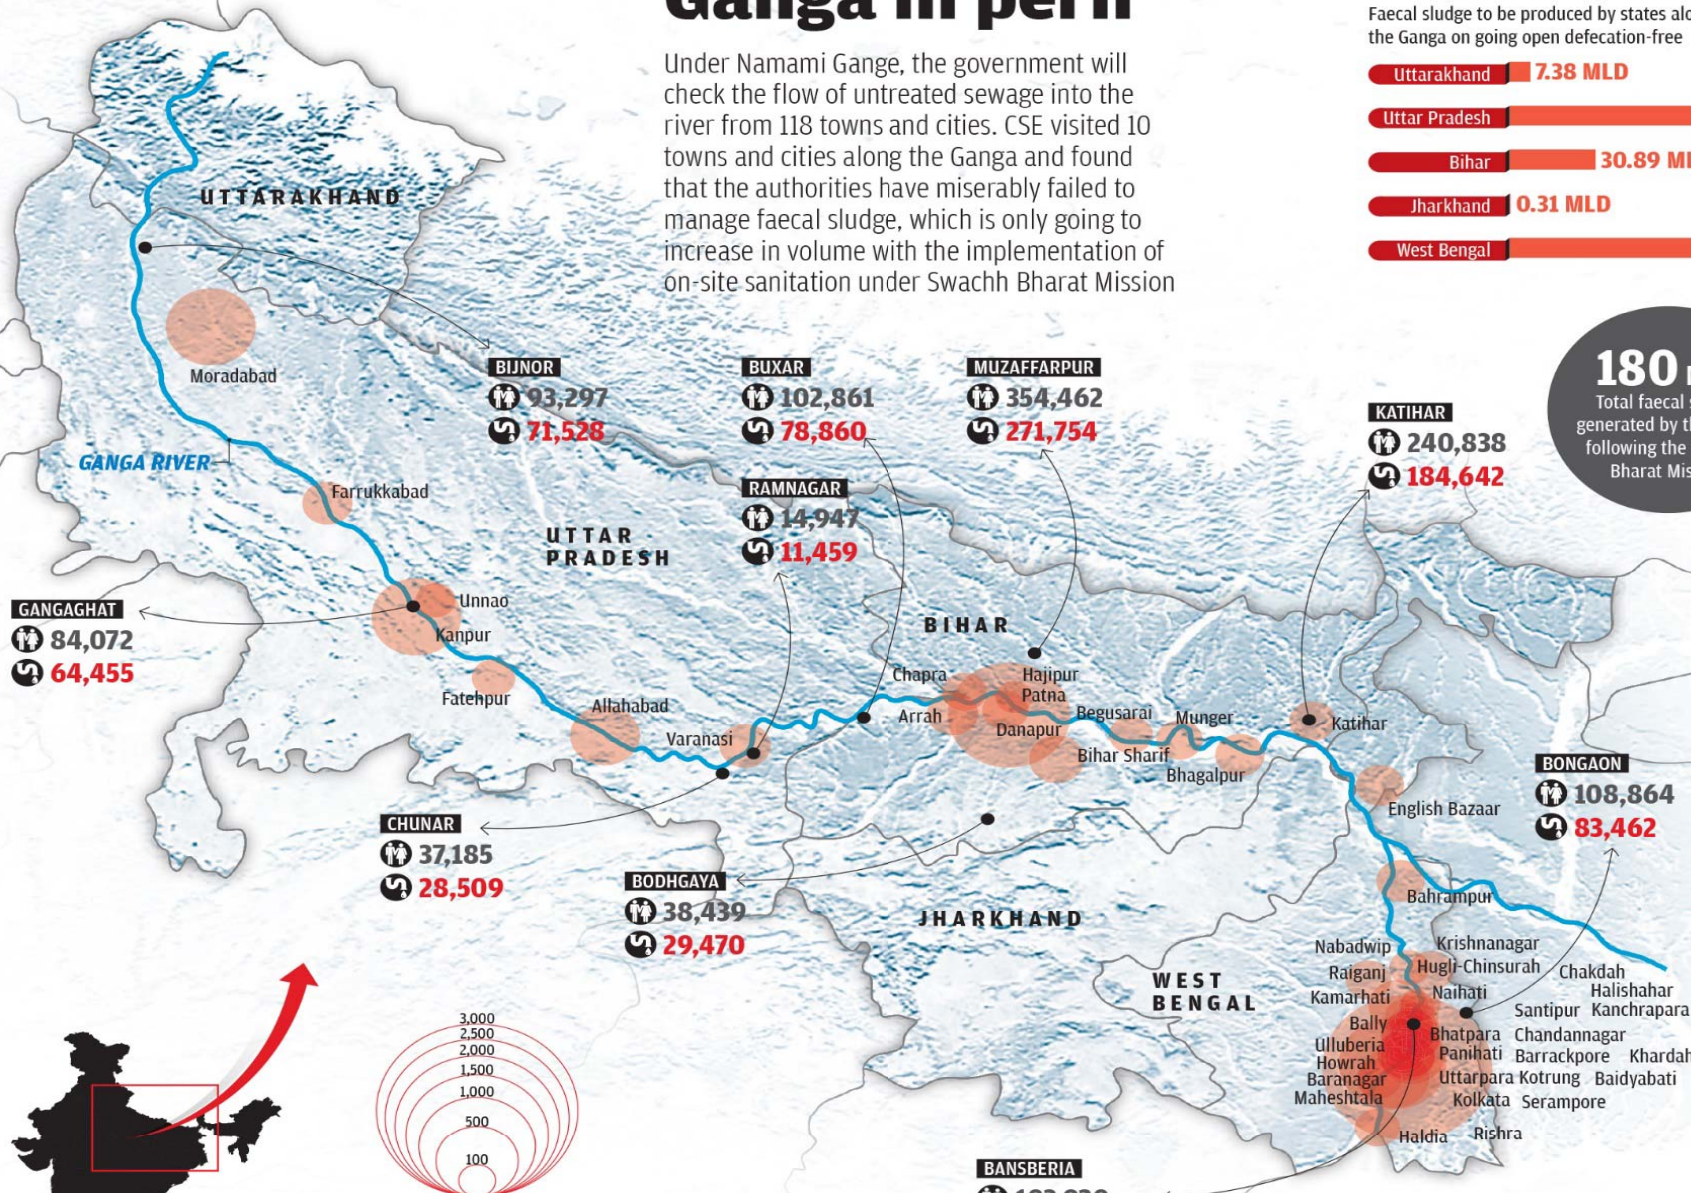 Ganga in peril
Under Namami Gange, the government will
check the flow of untreated sewage into the
river from 118 towns and cities. CSE visited 10
towns and cities along the Ganga and found
that the authorities have miserably failed to
manage faecal sludge, which is only going to
increase in volume with the implementation of
on-site sanitation under Swachh Bharat Mission
Faecal sludge to be produced by states
the Ganga on going open defecation-free
Uttarakhand 7.38 MLD
Uttar Pradesh
Bihar 30.89
Jharkhand 0.31 MLD
West Bengal
180
Total faecal
generated by
following the
Bharat
UTTARAKHAND
Moradabad
GANGA RIVER
Farrukkabad
UTTAR
PRADESH
BIJNOR
93,297
71,528
BUXAR
102,861
78,860
MUZAFFARPUR
354,462
271,754
KATIHAR
240,838
184,642
RAMNAGAR
14,947
11,459
GANGAGHAT
84,072
64,455
Unnao
Kanpur
Fatehpur
Allahabad
Varanasi
BIHAR
Chapra
Hajipur
Patna
Arrah
Danapur
Begusarai
Munger
Bihar Sharif
Bhagalpur
Katihar
English Bazaar
BONGAON
108,864
83,462
CHUNAR
37,185
28,509
BODHGAYA
38,439
29,470
JHARKHAND
WEST
BENGAL
Bahrampur
Nabadwip
Krishnanagar
Raiganj
Hugli-Chinsurah
Chakdah
Kamarhati
Naihati
Halishahar
Santipur
Kanchrapara
Bally
Bhatpara
Chandannagar
Ulluberia
Panihati
Barrackpore
Khardah
Howrah
Baranagar
Uttarpara Kotrung
Baidyabati
Maheshtala
Kolkata
Serampore
Haldia
Rishra
3,000
2,500
2,000
1,500
1,000
500
100
BANSBERIA